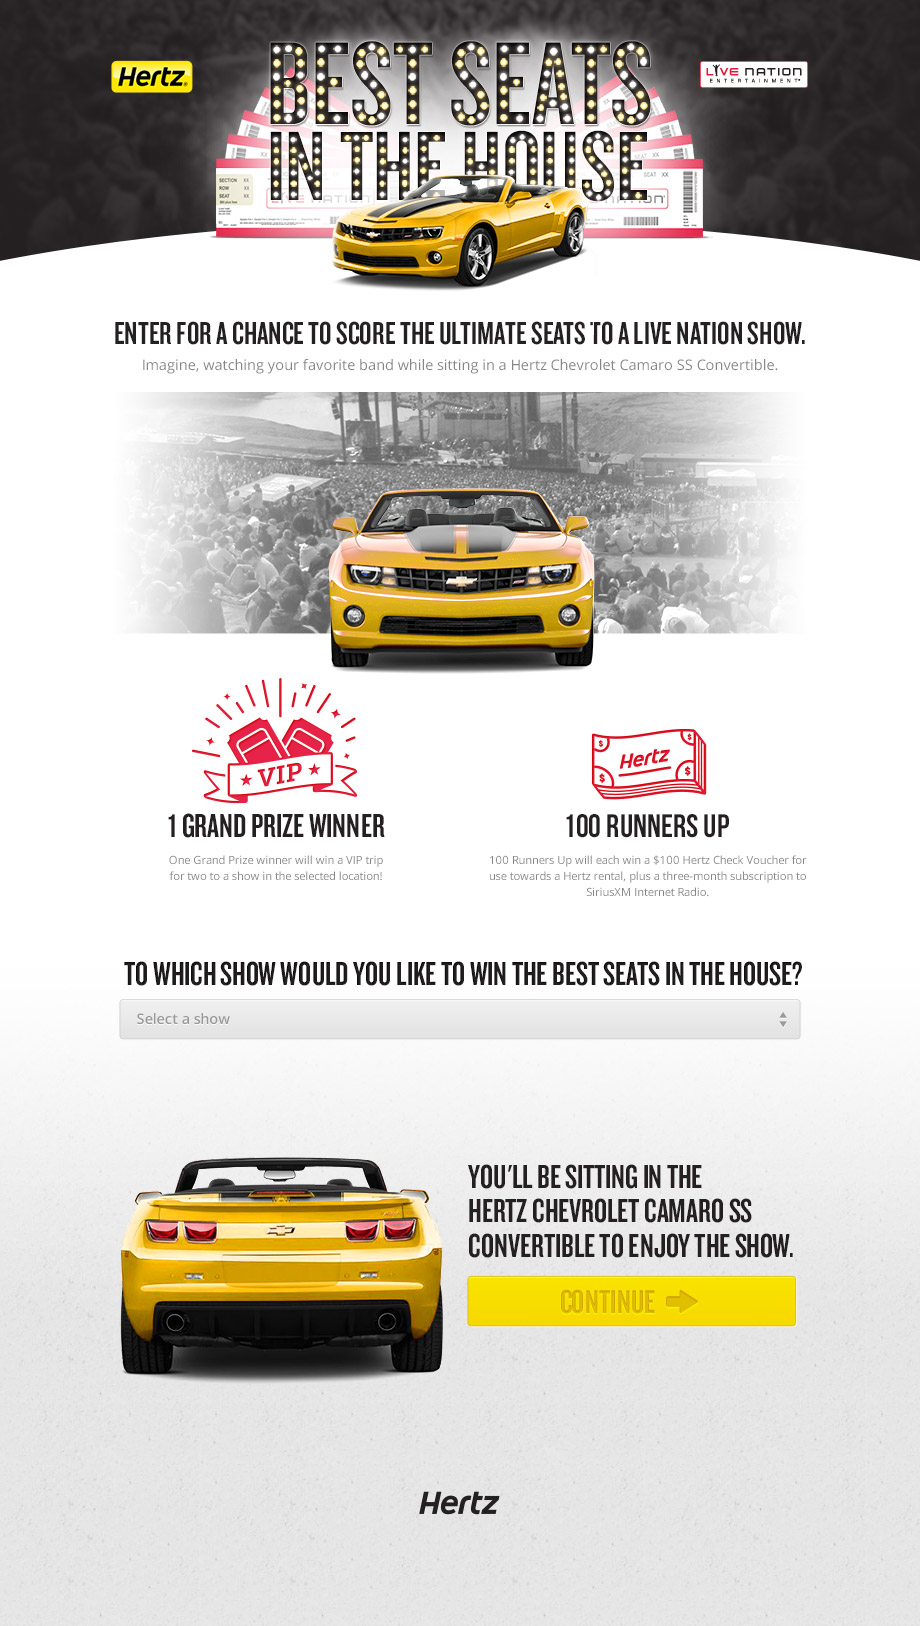 Hertz
LIVE NATION
ENTERTAINMENT
BEST SEATS
IN THE HOUSE
SECTION XX
ROW XX
SEAT XX
SEAT XX
ENTER FOR A CHANCE TO SCORE THE ULTIMATE SEATS TO A LIVE NATION SHOW.
Imagine, watching your favorite band while sitting in a Hertz Chevrolet Camaro SS Convertible.
VIP
Hertz
$ $ $ $
1 GRAND PRIZE WINNER
One Grand Prize winner will win a VIP trip
for two to a show in the selected location!
100 RUNNERS UP
100 Runners Up will each win a $100 Hertz Check Voucher for
use towards a Hertz rental, plus a three-month subscription to
SiriusXM Internet Radio.
TO WHICH SHOW WOULD YOU LIKE TO WIN THE BEST SEATS IN THE HOUSE?
Select a show
YOU'LL BE SITTING IN THE
HERTZ CHEVROLET CAMARO SS
CONVERTIBLE TO ENJOY THE SHOW.
CONTINUE
Hertz